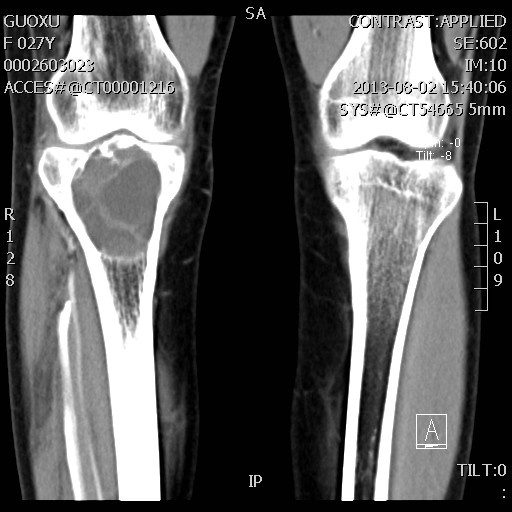 GUOXU
F 027Y
0002603023
ACCES# @CT00001216
SA
CONTRAST:APPLIED
SE:602
IM:10
2013-08-02 15:40:06
SYS#@CT54665 5mm
: -0
Tilt: -8
R
1
2
8
L
1
0
9
A
IP
TILT:0
: